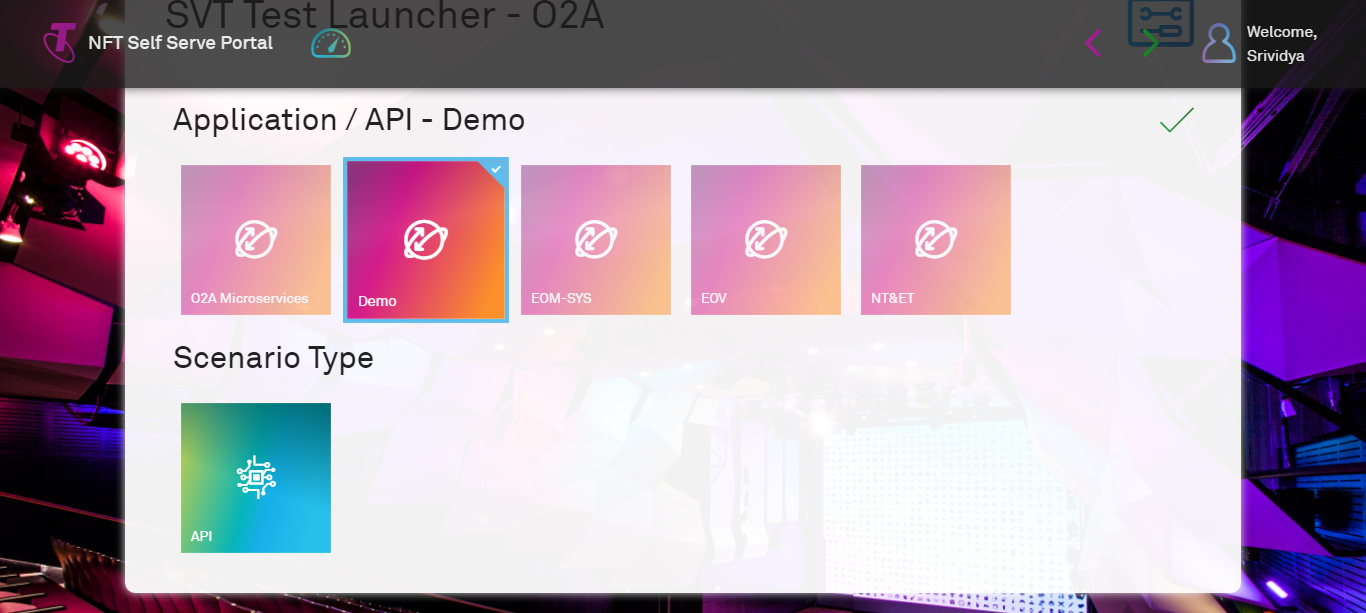 SVT Test Launcher - O2A
NFT Self Serve Portal
Welcome,
Srividya
Application / API - Demo
O2A Microservices
Demo
EOM-SYS
EOV
NT&ET
Scenario Type
API